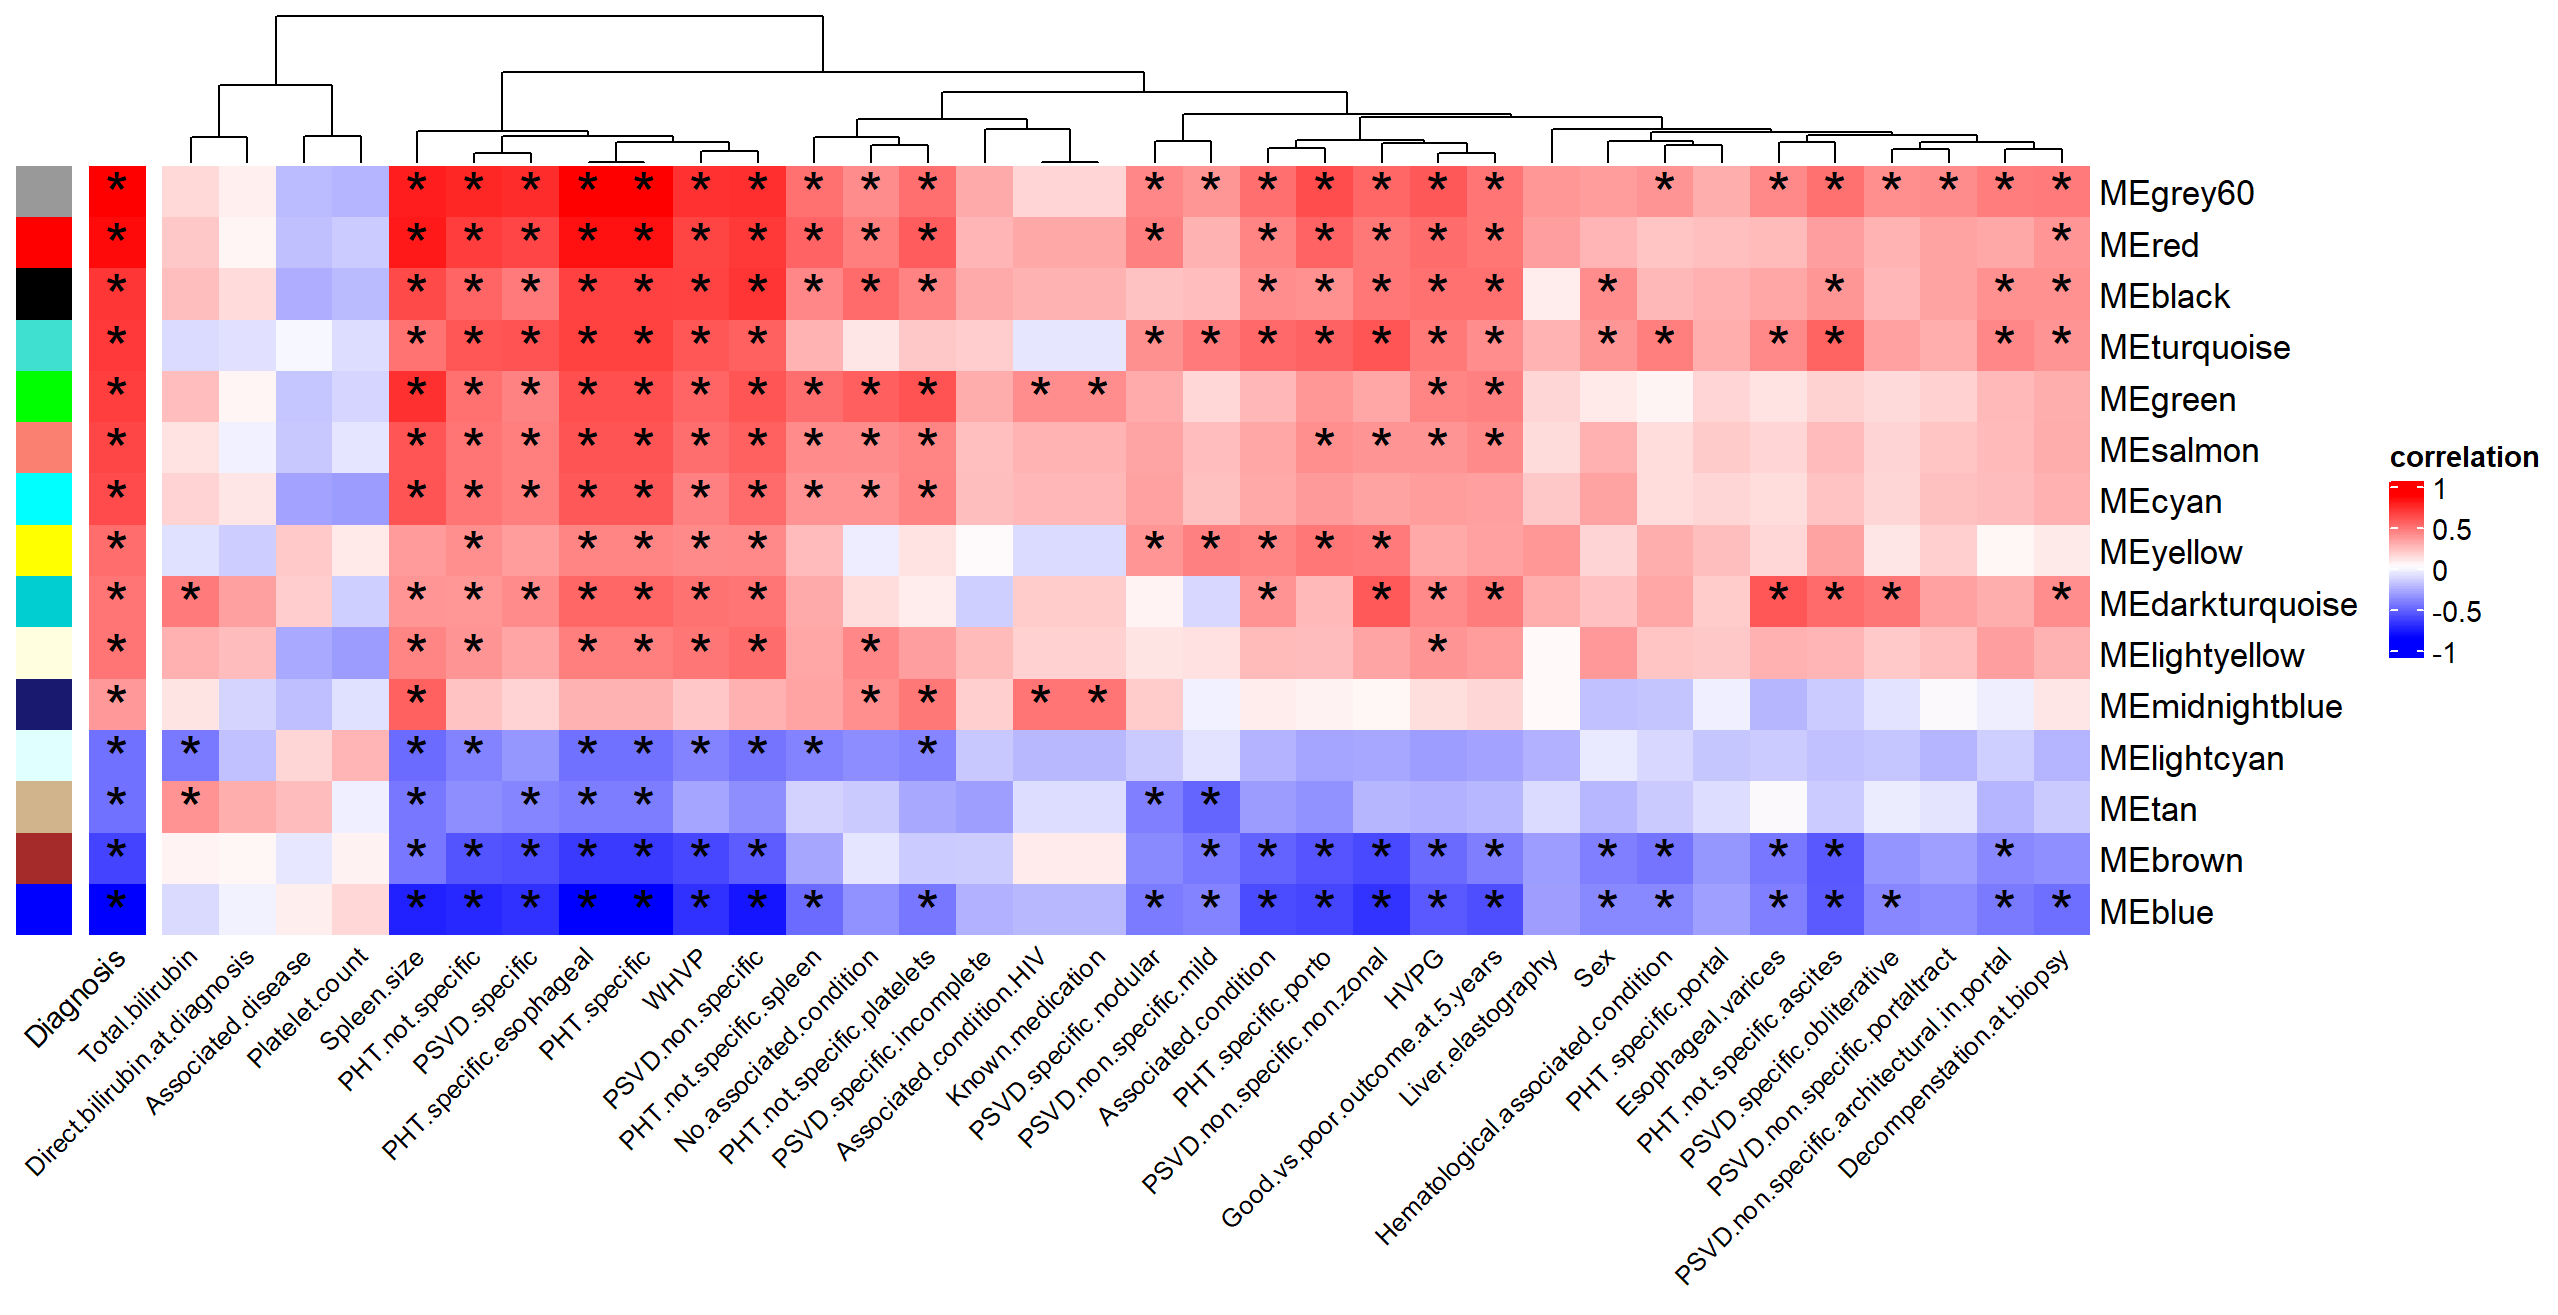 * * * * * * * * * * * * * * * * * * * * * * * * *
* * * * * * * * * * * * * * * * * *
* * * * * * * * * * * * * * * * * * * * *
* * * * * * * * * * * * * * * * * * * * * *
* * * * * * * * * * * * * * * *
* * * * * * * * * * * * * * * *
* * * * * * * * * * * *
* * * * * * * * * * *
* * * * * * * * * * * * * * * * * *
* * * * * * * * * *
* * * * * *
* * * * * * * * * *
* * * * * * * *
* * * * * * * * * * * * * * * * * * * *
* * * * * * * * * * * * * * * * * * * * * * * * *
MEgrey60
MEred
MEblack
MEturquoise
MEgreen
MEsalmon
MEcyan
MEyellow
MEdarkturquoise
MElightyellow
MEmidnightblue
MElightcyan
MEtan
MEbrown
MEblue
correlation
1
0.5
0
-0.5
-1
Diagnosis
Total.bilirubin
Direct.bilirubin.at.diagnosis
Associated.disease
Platelet.count
Spleen.size
PHT.not.specific
PSVD.specific
PHT.specific.esophageal
PHT.specific
WHVP
PSVD.non.specific
PHT.not.specific.spleen
No.associated.condition
PHT.not.specific.platelets
PSVD.specific.incomplete
Associated.condition.HIV
Known.medication
PSVD.specific.nodular
PSVD.non.specific.mild
Associated.condition
PHT.specific.porto
PSVD.non.specific.non.zonal
HVPG
Good.vs.poor.outcome.at.5.years
Liver.elastography
Sex
Hematological.associated.condition
PHT.specific.portal
Esophageal.varices
PHT.not.specific.ascites
PSVD.specific.obliterative
PSVD.non.specific.portaltract
PSVD.non.specific.architectural.in.portal
Decompenstation.at.biopsy